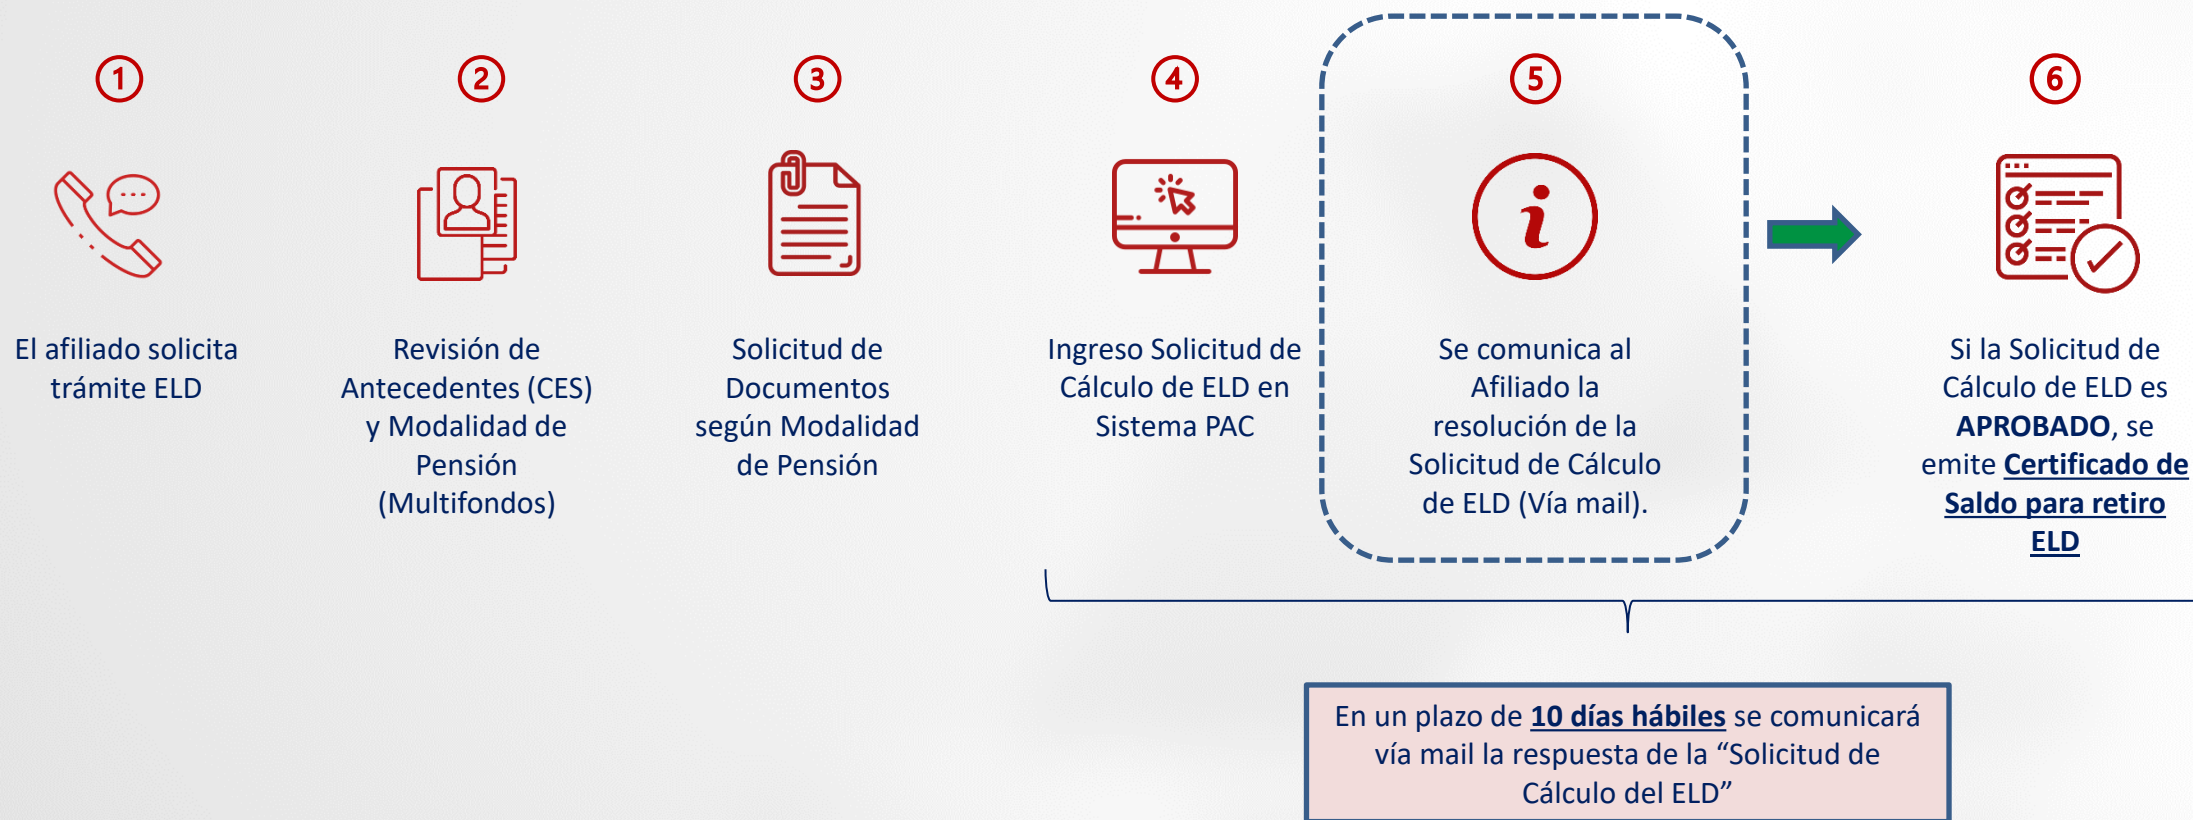 1
El afiliado solicita
trámite ELD
2
Revisión de
Antecedentes (CES)
y Modalidad de
Pensión
(Multifondos)
3
Solicitud de
Documentos
según Modalidad
de Pensión
4
Ingreso Solicitud de
Cálculo de ELD en
Sistema PAC
5
i
Se comunica al
Afiliado la
resolución de la
Solicitud de Cálculo
de ELD (Vía mail).
6
Si la Solicitud de
Cálculo de ELD es
APROBADO, se
emite Certificado de
Saldo para retiro
ELD
En un plazo de 10 días hábiles se comunicará
vía mail la respuesta de la “Solicitud de
Cálculo del ELD”